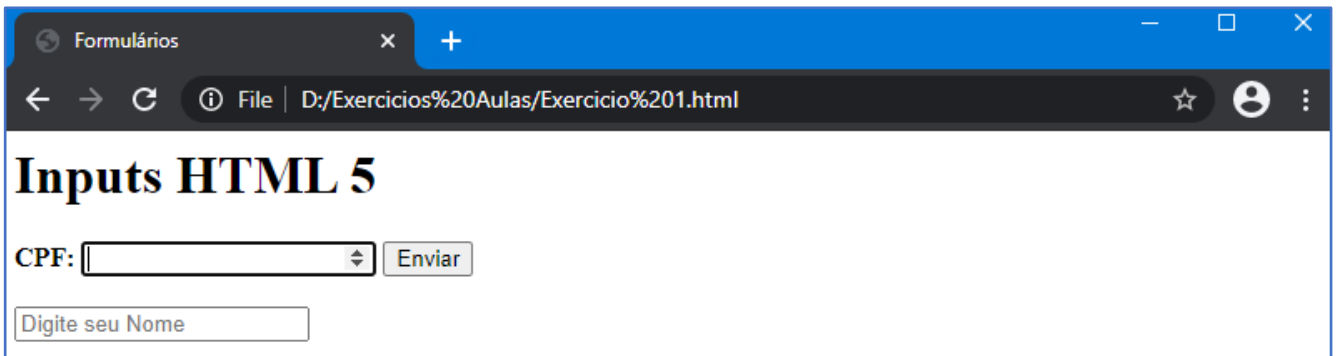 Formulários
File D:/Exercicios%20Aulas/Exercicio%201.html
Inputs HTML 5
CPF: Enviar
Digite seu Nome